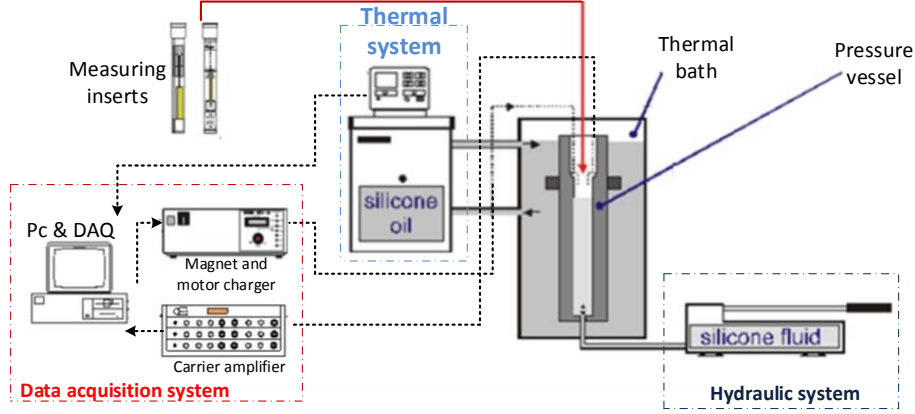 Thermal
system
Measuring
inserts
Thermal
bath
Pressure
vessel
silicone
oil
Pc & DAQ
Magnet and
motor charger
Carrier amplifier
Data acquisition system
silicone fluid
Hydraulic system